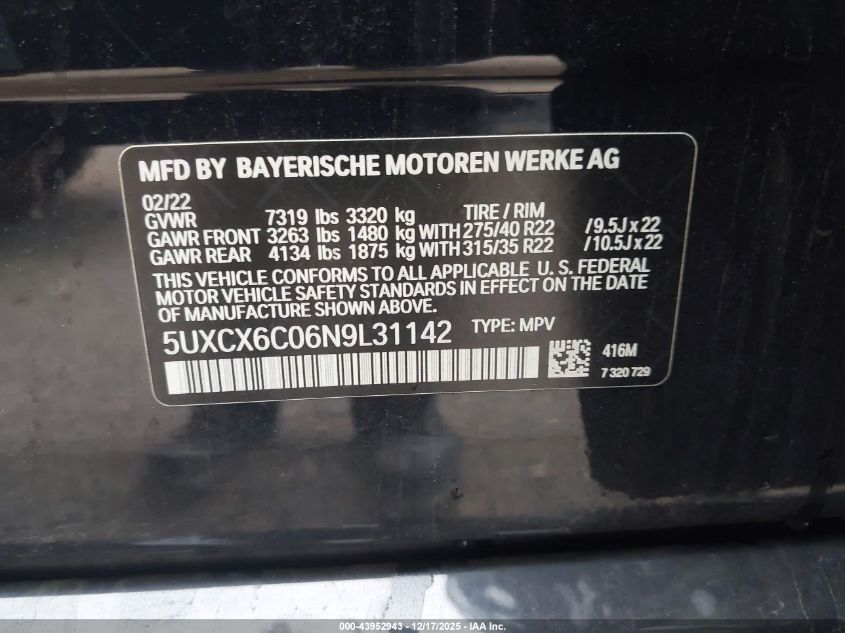 MFD BY BAYERISCHE MOTOREN WERKE AG
02/22
GVWR 7319 lbs 3320 kg TIRE / RIM
GAWR FRONT 3263 lbs 1480 kg WITH 275/40 R22 /9.5J x 22
GAWR REAR 4134 lbs 1875 kg WITH 315/35 R22 /10.5J x 22
THIS VEHICLE CONFORMS TO ALL APPLICABLE U. S. FEDERAL
MOTOR VEHICLE SAFETY STANDARDS IN EFFECT ON THE DATE
OF MANUFACTURE SHOWN ABOVE.
5UXCX6C06N9L31142 TYPE: MPV
416M
7 320 729
000-43952943 - 12/17/2025 - © IAA Inc.